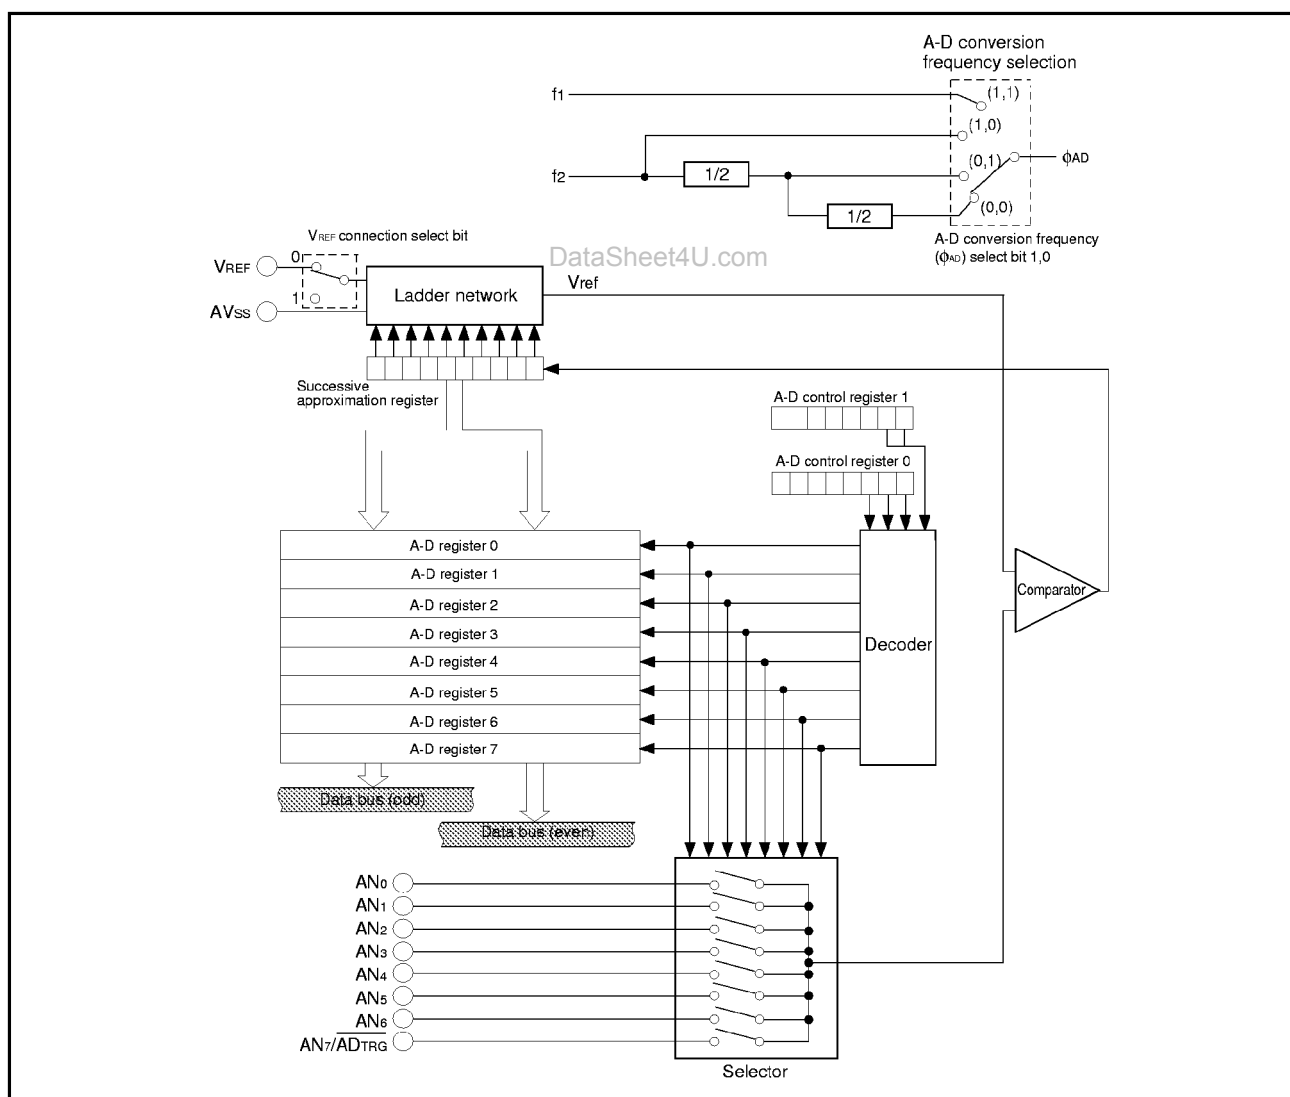 A-D conversion
frequency selection
f1
(1,1)
(1,0)
f2
1/2
(0,1)
ϕAD
1/2
(0,0)
A-D conversion frequency
(ϕAD) select bit 1,0
VREF connection select bit
DataSheet4U.com
VREF
0
1
AVSS
Ladder network
Vref
Successive
approximation register
A-D control register 1
A-D control register 0
A-D register 0
A-D register 1
A-D register 2
A-D register 3
A-D register 4
A-D register 5
A-D register 6
A-D register 7
Decoder
Comparator
Data bus (odd)
Data bus (even)
AN0
AN1
AN2
AN3
AN4
AN5
AN6
AN7/ADTRG
Selector